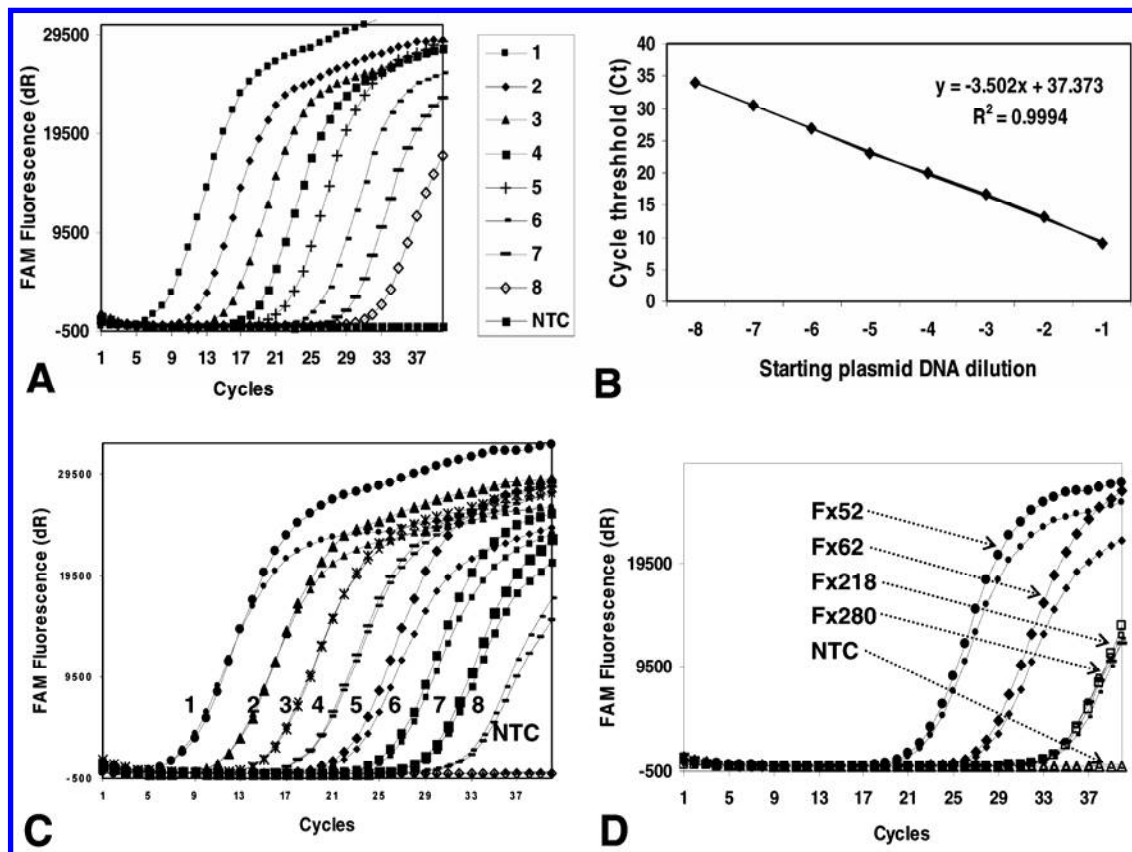 29500
19500
9500
-500
FAM Fluorescence (dR)
1 5 9 13 17 21 25 29 33 37
Cycles
A
1
2
3
4
5
6
7
8
NTC
40
35
30
25
20
15
10
5
0
Cycle threshhold (Ct)
y = -3.502x + 37.373
R² = 0.9994
-8 -7 -6 -5 -4 -3 -2 -1
Starting plasmid DNA dilution
B
29500
19500
9500
-500
FAM Fluorescence (dR)
1 2 3 4 5 6 7 8
NTC
1 5 9 13 17 21 25 29 33 37
Cycles
C
19500
9500
-500
FAM Fluorescence (dR)
Fx52
Fx62
Fx218
Fx280
NTC
1 5 9 13 17 21 25 29 33 37
Cycles
D